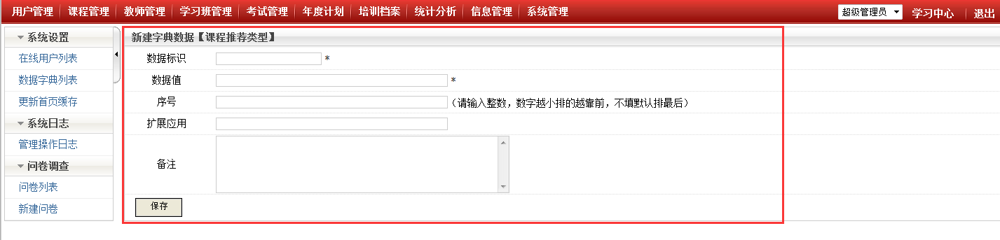 用户管理 课程管理 教师管理 学习班管理 考试管理 年度计划 培训档案 统计分析 信息管理 系统管理 超级管理员 学习中心 退出
系统设置
在线用户列表
数据字典列表
更新首页缓存
系统日志
管理操作日志
问卷调查
问卷列表
新建问卷
新建字典数据【课程推荐类型】
数据标识 *
数据值 *
序号 （请输入整数，数字越小排的越靠前，不填默认排最后）
扩展应用
备注
保存